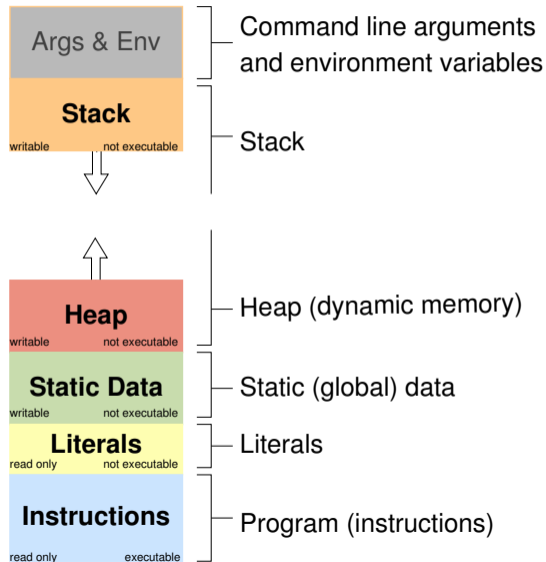 Args & Env
Command line arguments
and environment variables
Stack
writable not executable
Stack
Heap
writable not executable
Heap (dynamic memory)
Static Data
writable not executable
Static (global) data
Literals
read only not executable
Literals
Instructions
read only executable
Program (instructions)